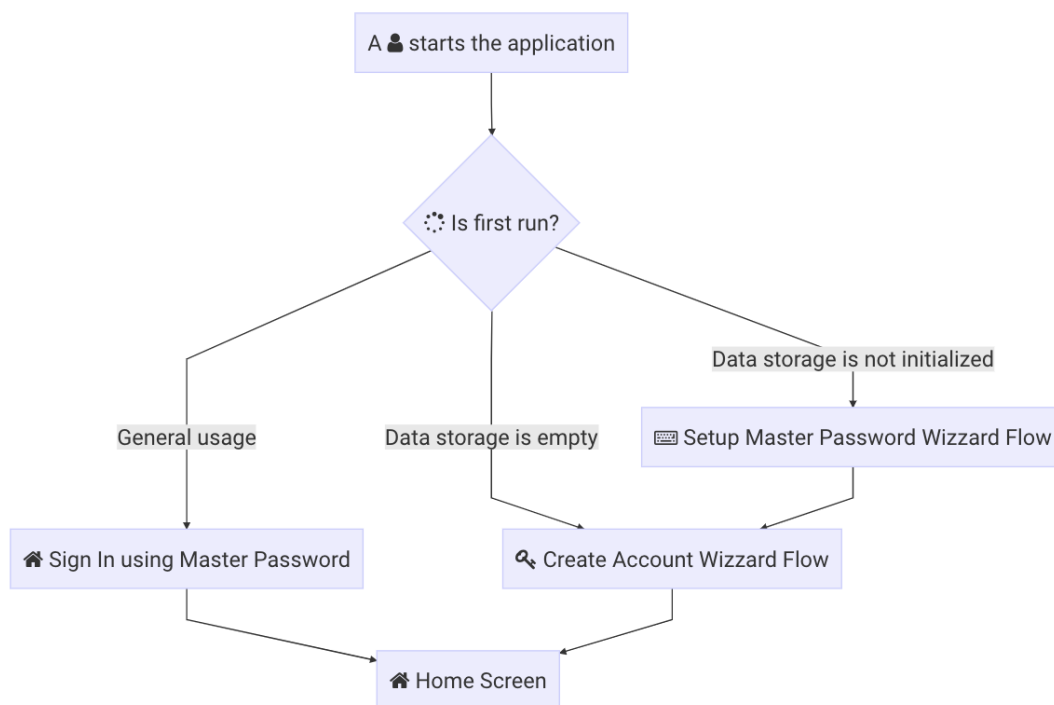 A starts the application
Is first run?
Data storage is not initialized
General usage
Data storage is empty
Setup Master Password Wizzard Flow
Sign In using Master Password
Create Account Wizzard Flow
Home Screen